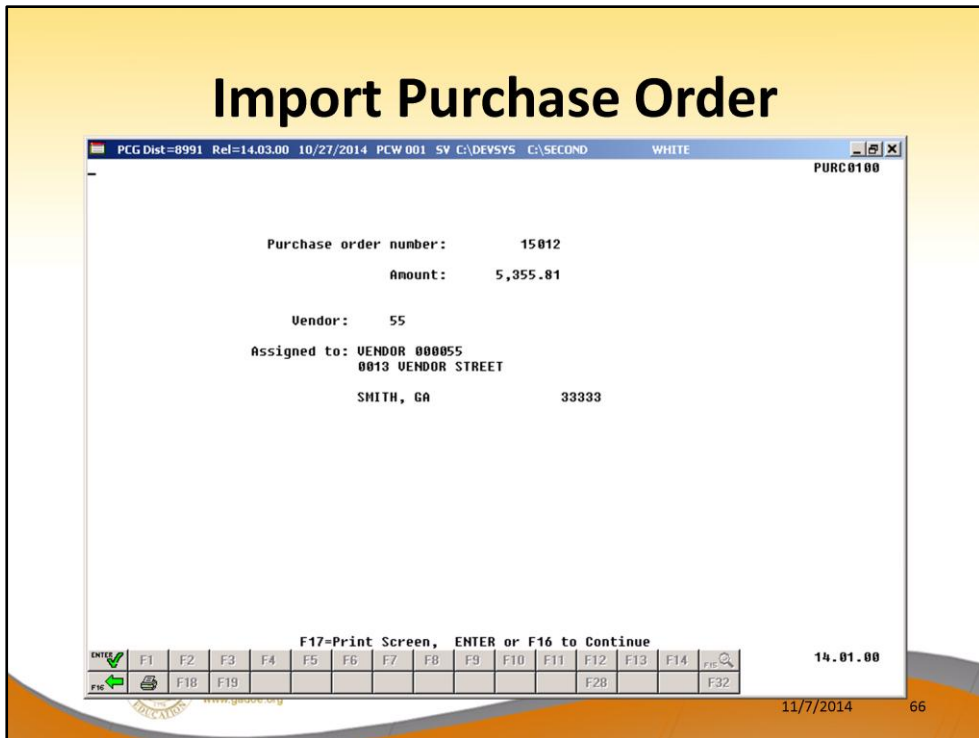 Import Purchase Order
PCG Dist=8991 Rel=14.03.00 10/27/2014 PCW 001 SV C:\DEVSYS C:\SECOND WHITE
PURC0100
Purchase order number: 15012
Amount: 5,355.81
Vendor: 55
Assigned to: VENDOR 000055
0013 VENDOR STREET
SMITH, GA 33333
F17=Print Screen, ENTER or F16 to Continue
ENTER F1 F2 F3 F4 F5 F6 F7 F8 F9 F10 F11 F12 F13 F14 F15
14.01.00
F16 F18 F19 F28 F32
EDUCATION www.gadoe.org
11/7/2014 66